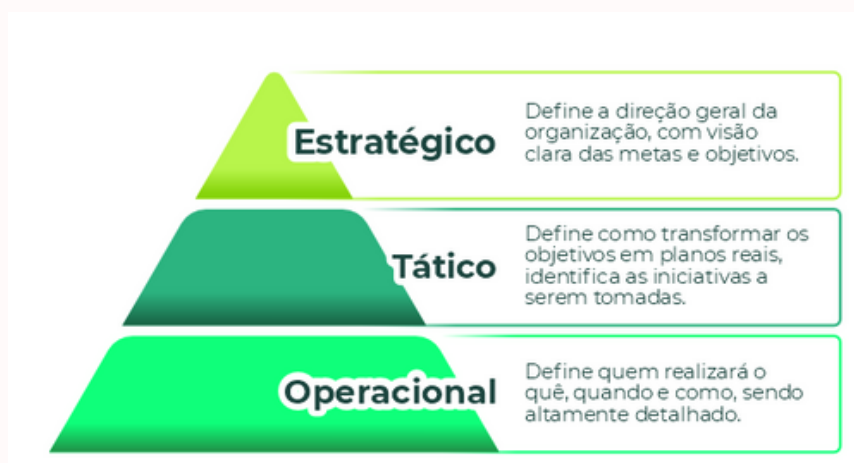 Estratégico
Define a direção geral da
organização, com visão
clara das metas e objetivos.
Tático
Define como transformar os
objetivos em planos reais,
identifica as iniciativas a
serem tomadas.
Operacional
Define quem realizará o
quê, quando e como, sendo
altamente detalhado.